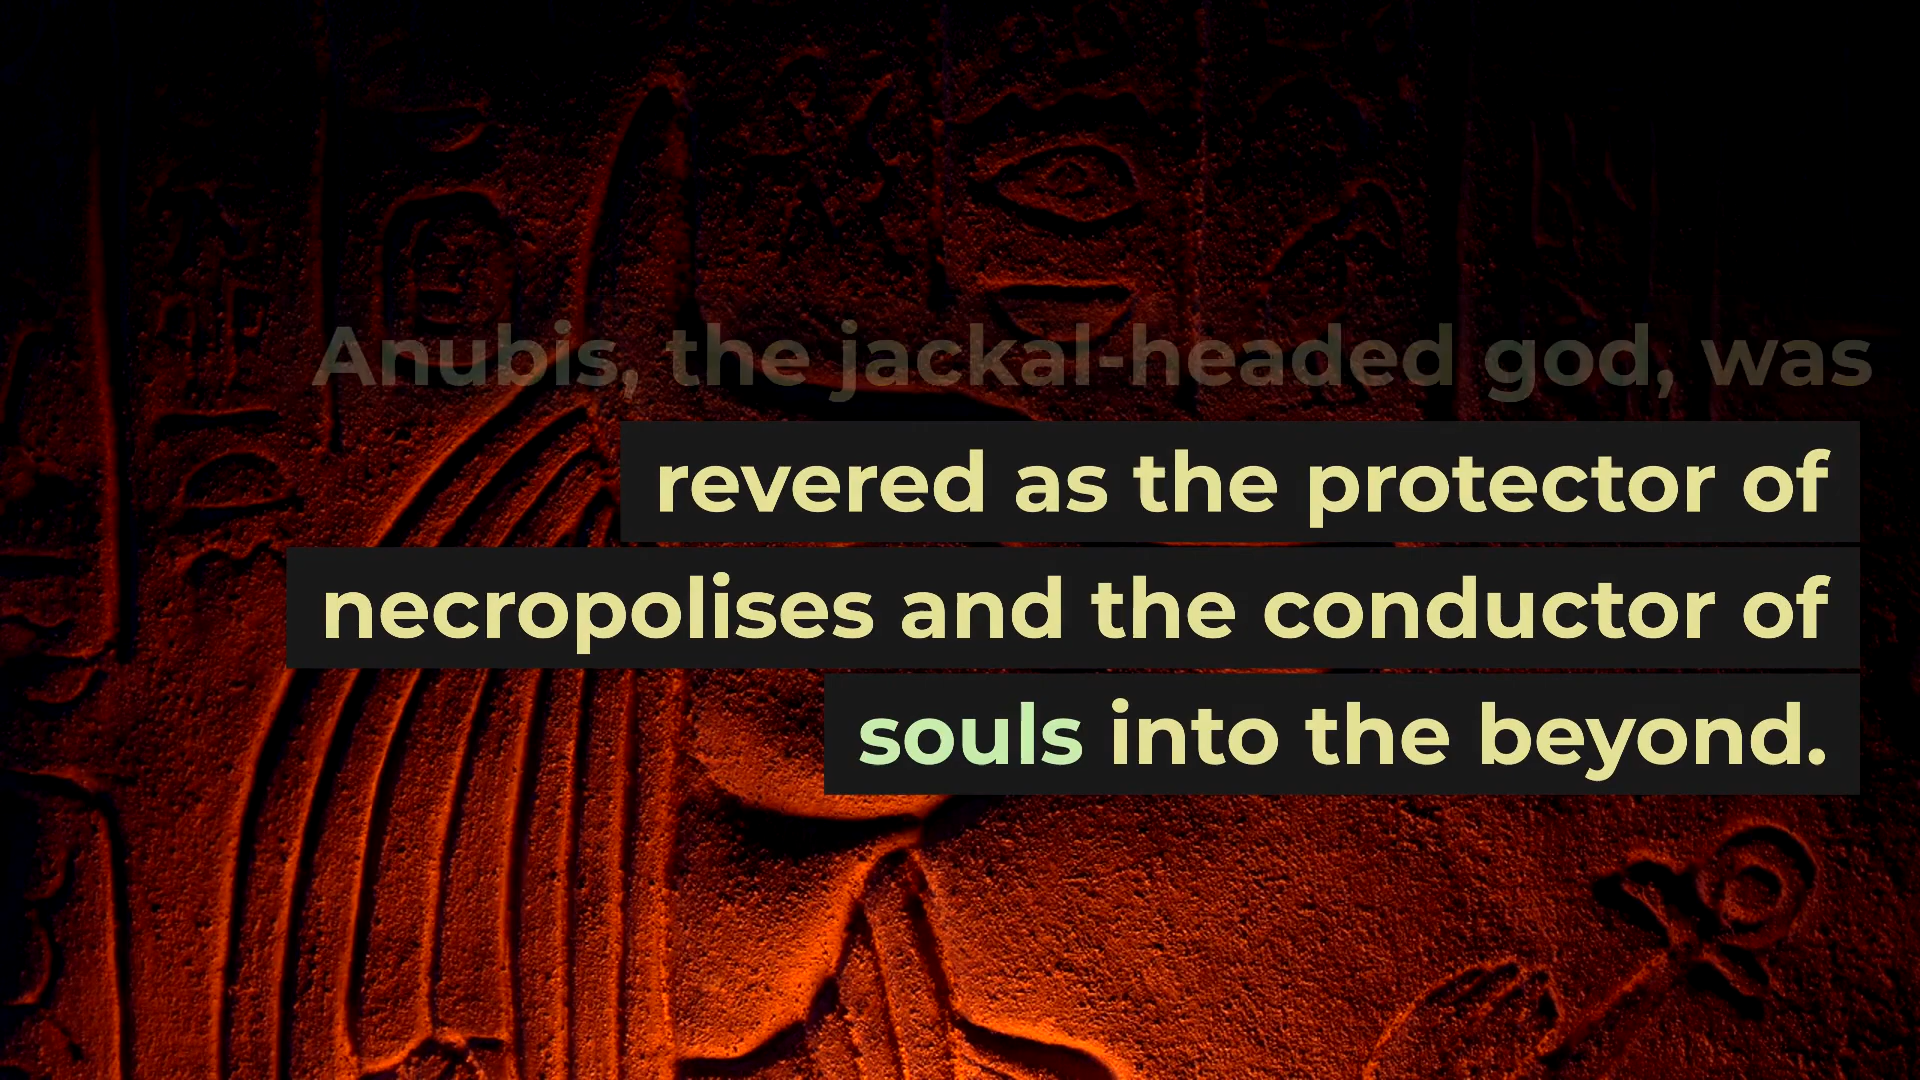 Anubis, the jackal-headed god, was
revered as the protector of
necropolises and the conductor of
souls into the beyond.